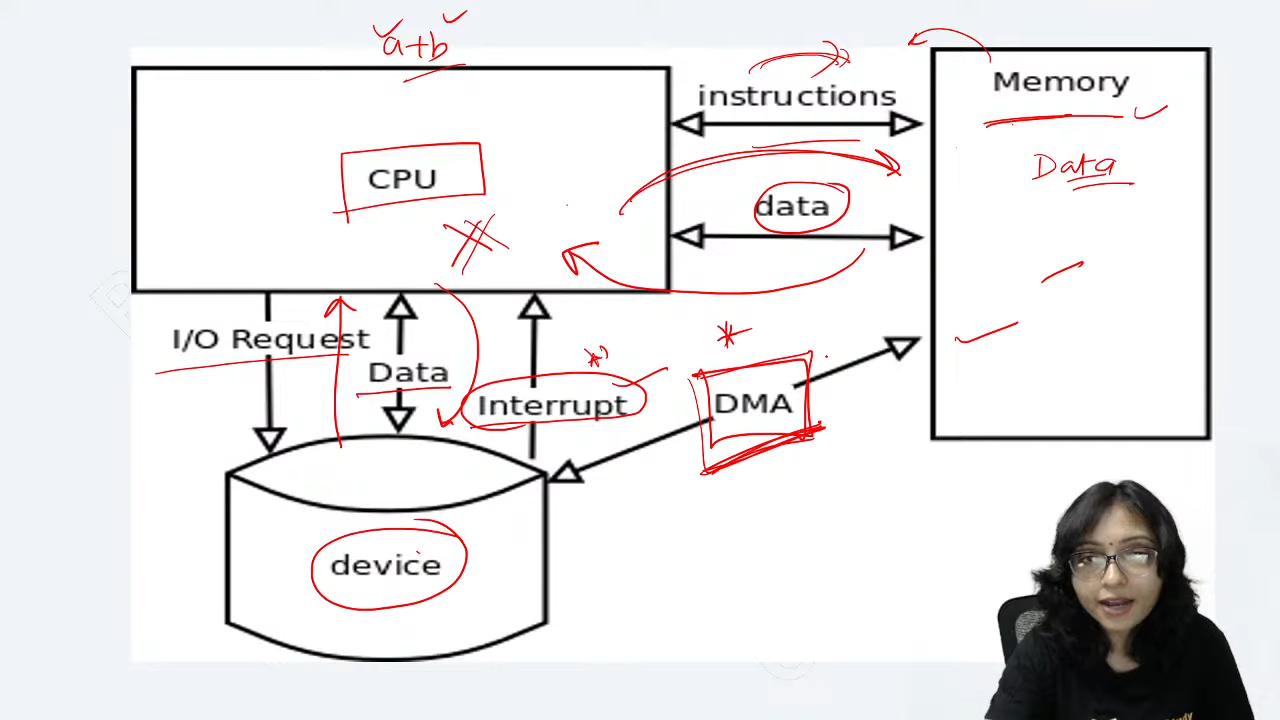 a+b
instructions
Memory
Data
CPU
data
I/O Request
Data
Interrupt
DMA
device